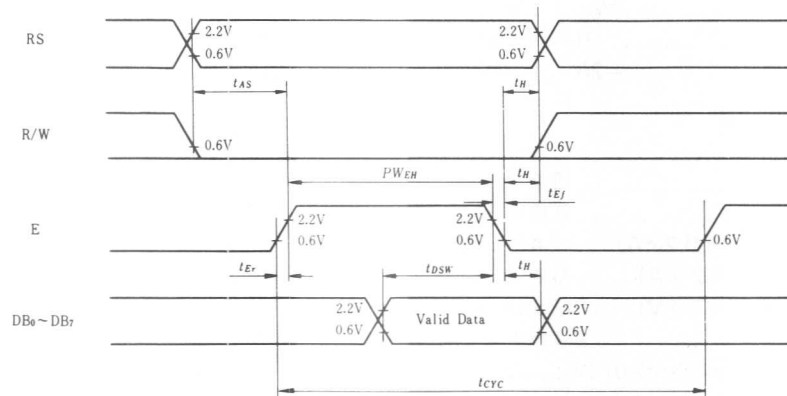 RS
2.2V
0.6V
2.2V
0.6V
tAS
tH
R/W
0.6V
0.6V
PWEH
tH
tEf
E
2.2V
0.6V
2.2V
0.6V
0.6V
tEr
tDSW
tH
DB0～DB7
2.2V
0.6V
Valid Data
2.2V
0.6V
tCYC